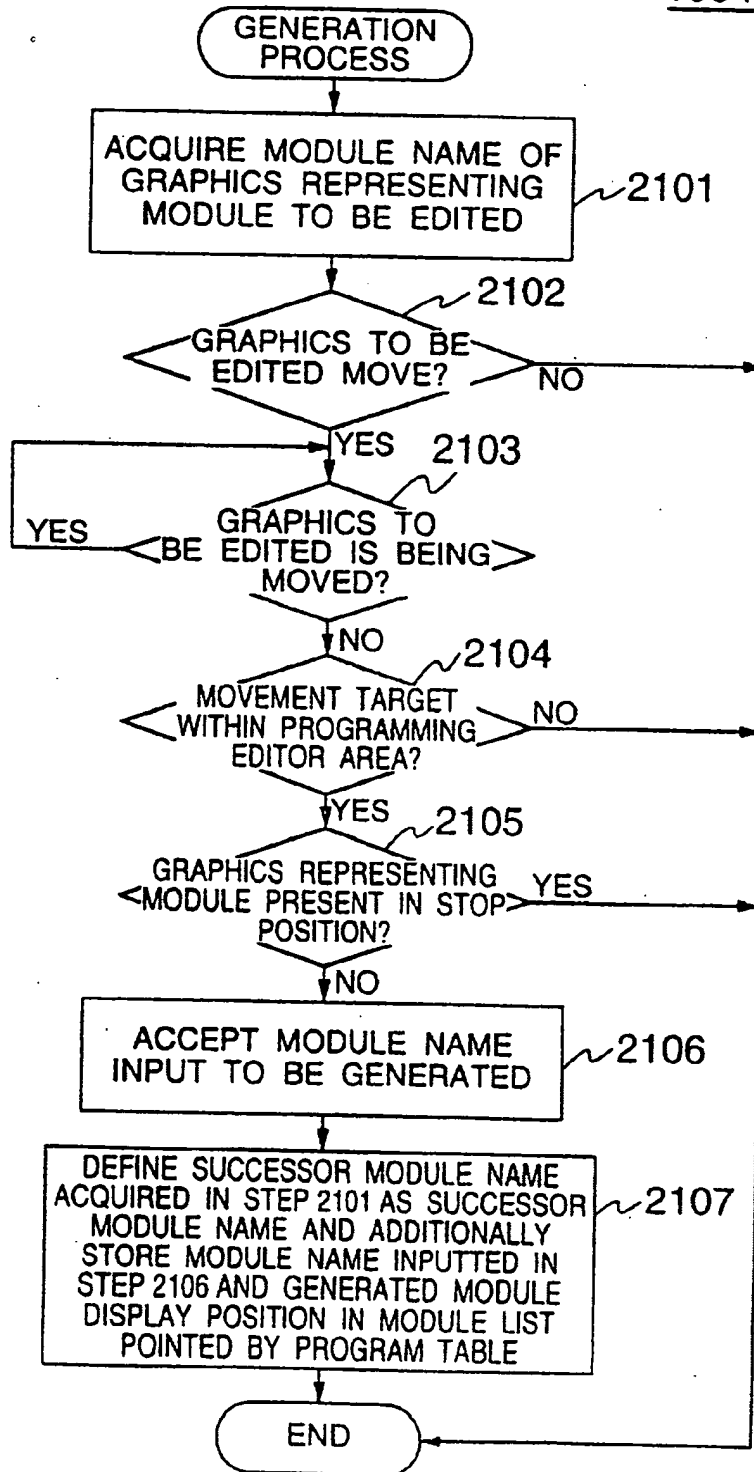 GENERATION
PROCESS
ACQUIRE MODULE NAME OF
GRAPHICS REPRESENTING
MODULE TO BE EDITED
2101
2102
GRAPHICS TO BE
EDITED MOVE?
NO
YES
2103
YES
GRAPHICS TO
BE EDITED IS BEING
MOVED?
NO
2104
MOVEMENT TARGET
WITHIN PROGRAMMING
EDITOR AREA?
NO
YES
2105
GRAPHICS REPRESENTING
MODULE PRESENT IN STOP
POSITION?
YES
NO
ACCEPT MODULE NAME
INPUT TO BE GENERATED
2106
DEFINE SUCCESSOR MODULE NAME
ACQUIRED IN STEP 2101 AS SUCCESSOR
MODULE NAME AND ADDITIONALLY
STORE MODULE NAME INPUTTED IN
STEP 2106 AND GENERATED MODULE
DISPLAY POSITION IN MODULE LIST
POINTED BY PROGRAM TABLE
2107
END